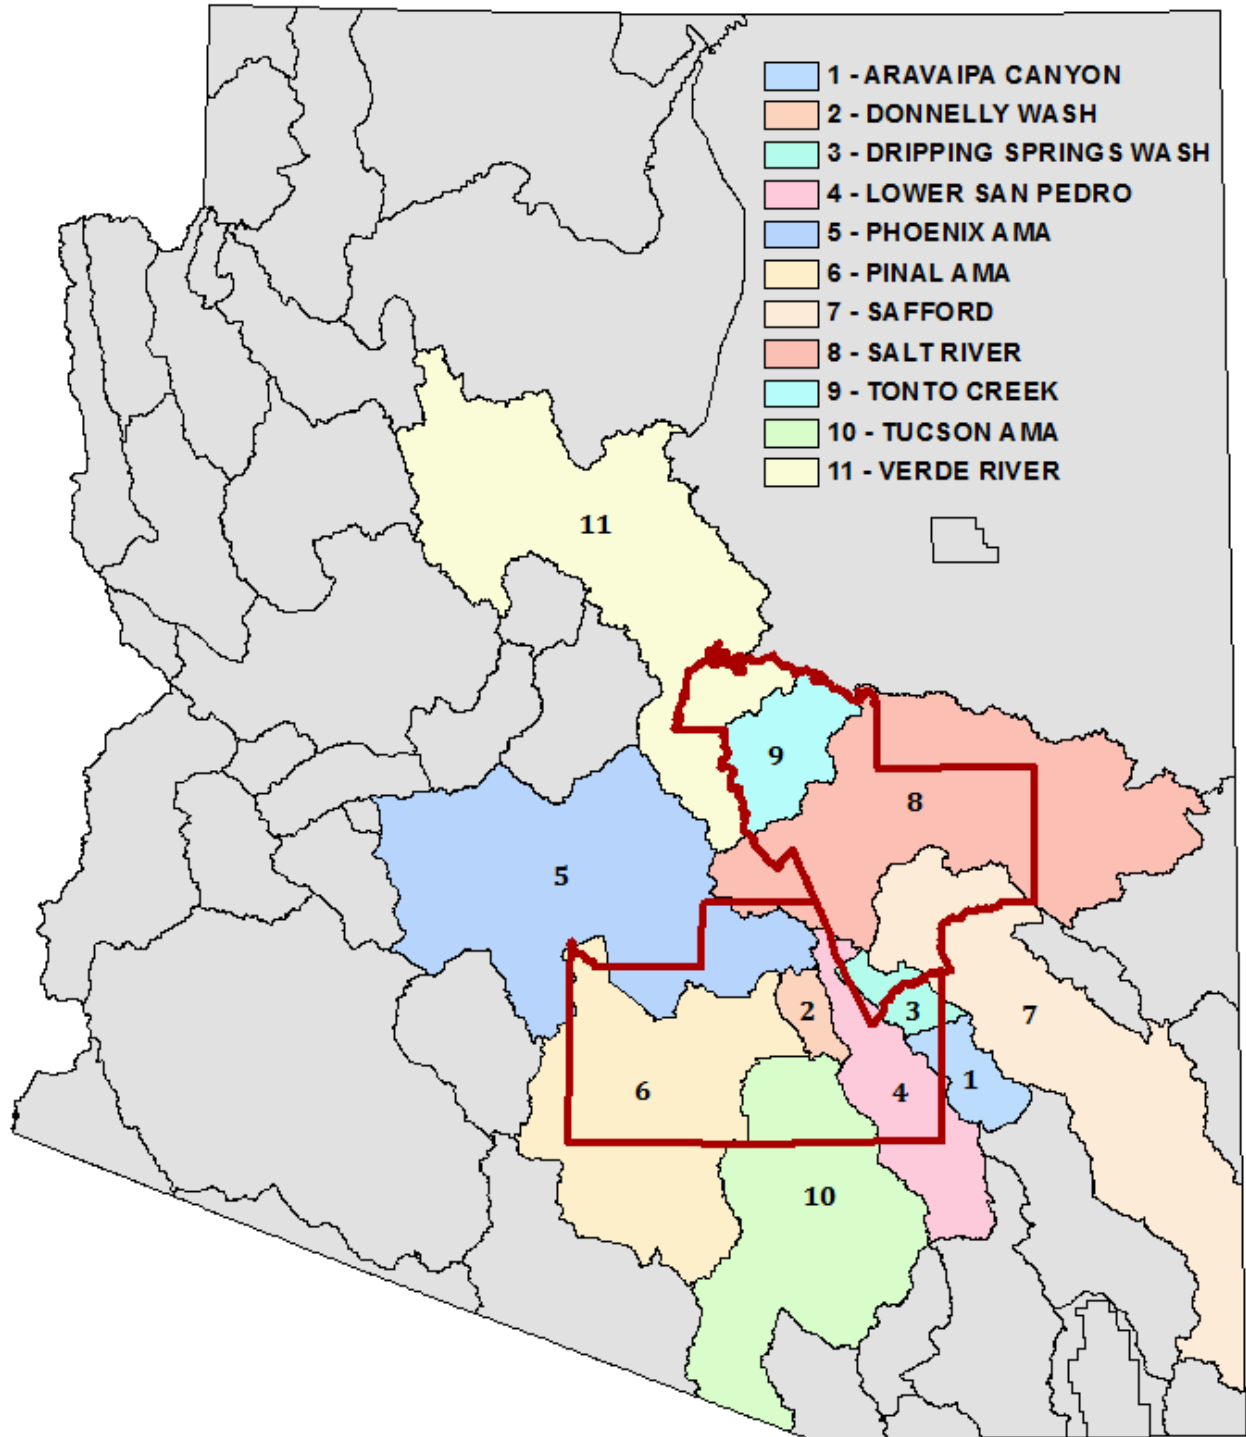 1 - ARAVAIPA CANYON
2 - DONNELLY WASH
3 - DRIPPING SPRINGS WASH
4 - LOWER SAN PEDRO
5 - PHOENIX AMA
6 - PINAL AMA
7 - SAFFORD
8 - SALT RIVER
9 - TONTO CREEK
10 - TUCSON AMA
11 - VERDE RIVER
11
9
8
5
2
3
7
6
4
1
10